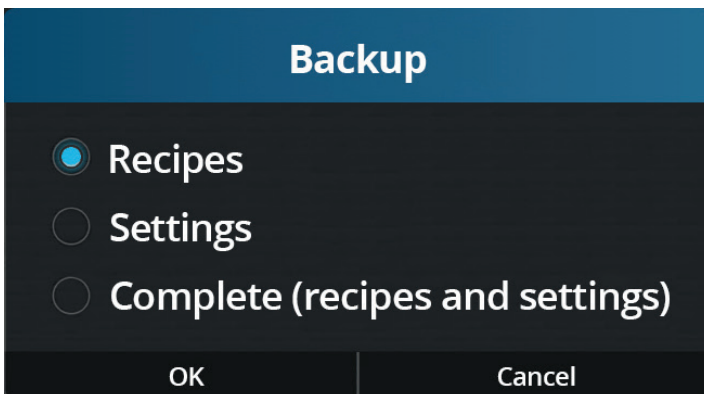 Backup
Recipes
Settings
Complete (recipes and settings)
OK Cancel